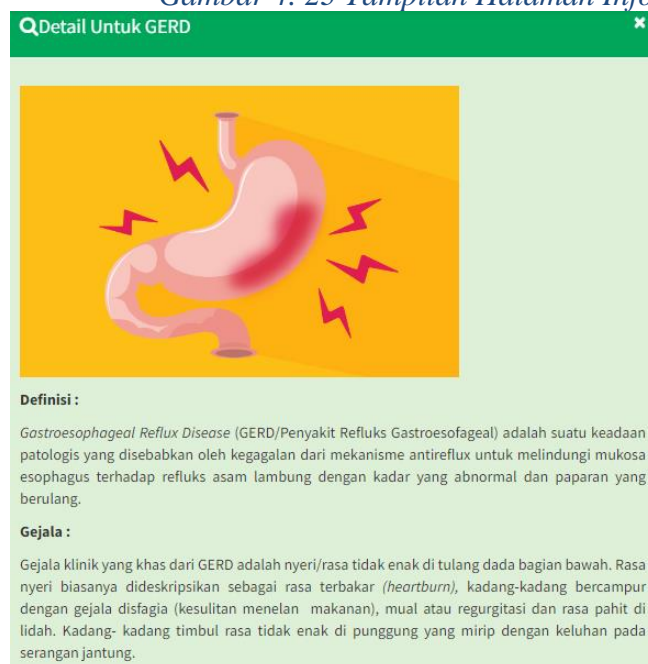 Gambar 4. 23 Tampilan Halaman Info
Detail Untuk GERD
Definisi :
Gastroesophageal Reflux Disease (GERD/Penyakit Refluks Gastroesofageal) adalah suatu keadaan
patologis yang disebabkan oleh kegagalan dari mekanisme antireflux untuk melindungi mukosa
esophagus terhadap refluks asam lambung dengan kadar yang abnormal dan paparan yang
berulang.
Gejala :
Gejala klinik yang khas dari GERD adalah nyeri/rasa tidak enak di tulang dada bagian bawah. Rasa
nyeri biasanya dideskripsikan sebagai rasa terbakar (heartburn), kadang-kadang bercampur
dengan gejala disfagia (kesulitan menelan makanan), mual atau regurgitasi dan rasa pahit di
lidah. Kadang- kadang timbul rasa tidak enak di punggung yang mirip dengan keluhan pada
serangan jantung.